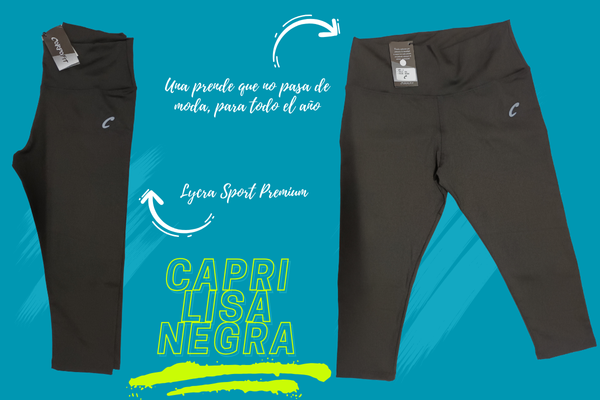 Una prende que no pasa de
moda, para todo el año
Lycra Sport Premium
CAPRI
LISA
NEGRA
C
C